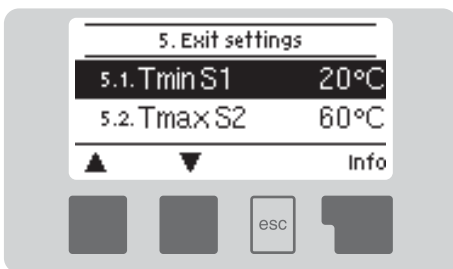 5. Exit settings
5.1. Tmin S1 20°C
5.2. Tmax S2 60°C
▲ ▼ Info
esc